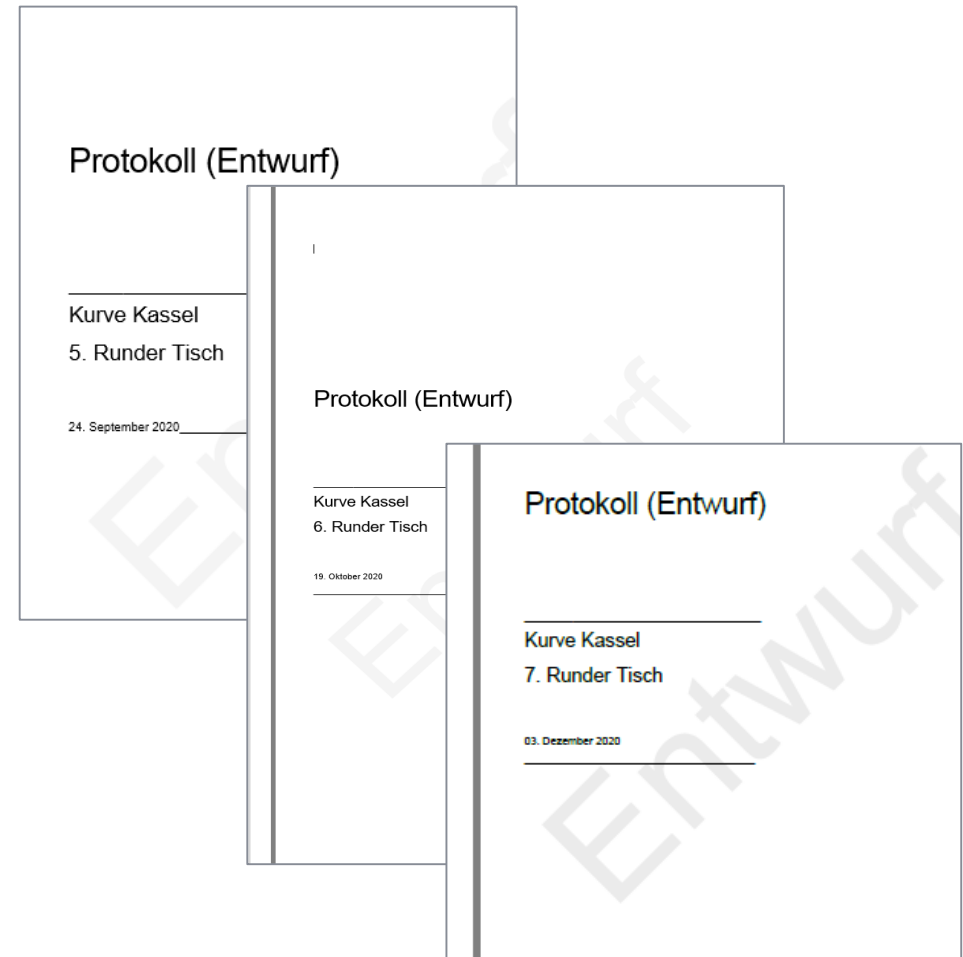 Protokoll (Entwurf)
Kurve Kassel
5. Runder Tisch
24. September 2020
Protokoll (Entwurf)
Kurve Kassel
6. Runder Tisch
19. Oktober 2020
Protokoll (Entwurf)
Kurve Kassel
7. Runder Tisch
03. Dezember 2020
Entwurf